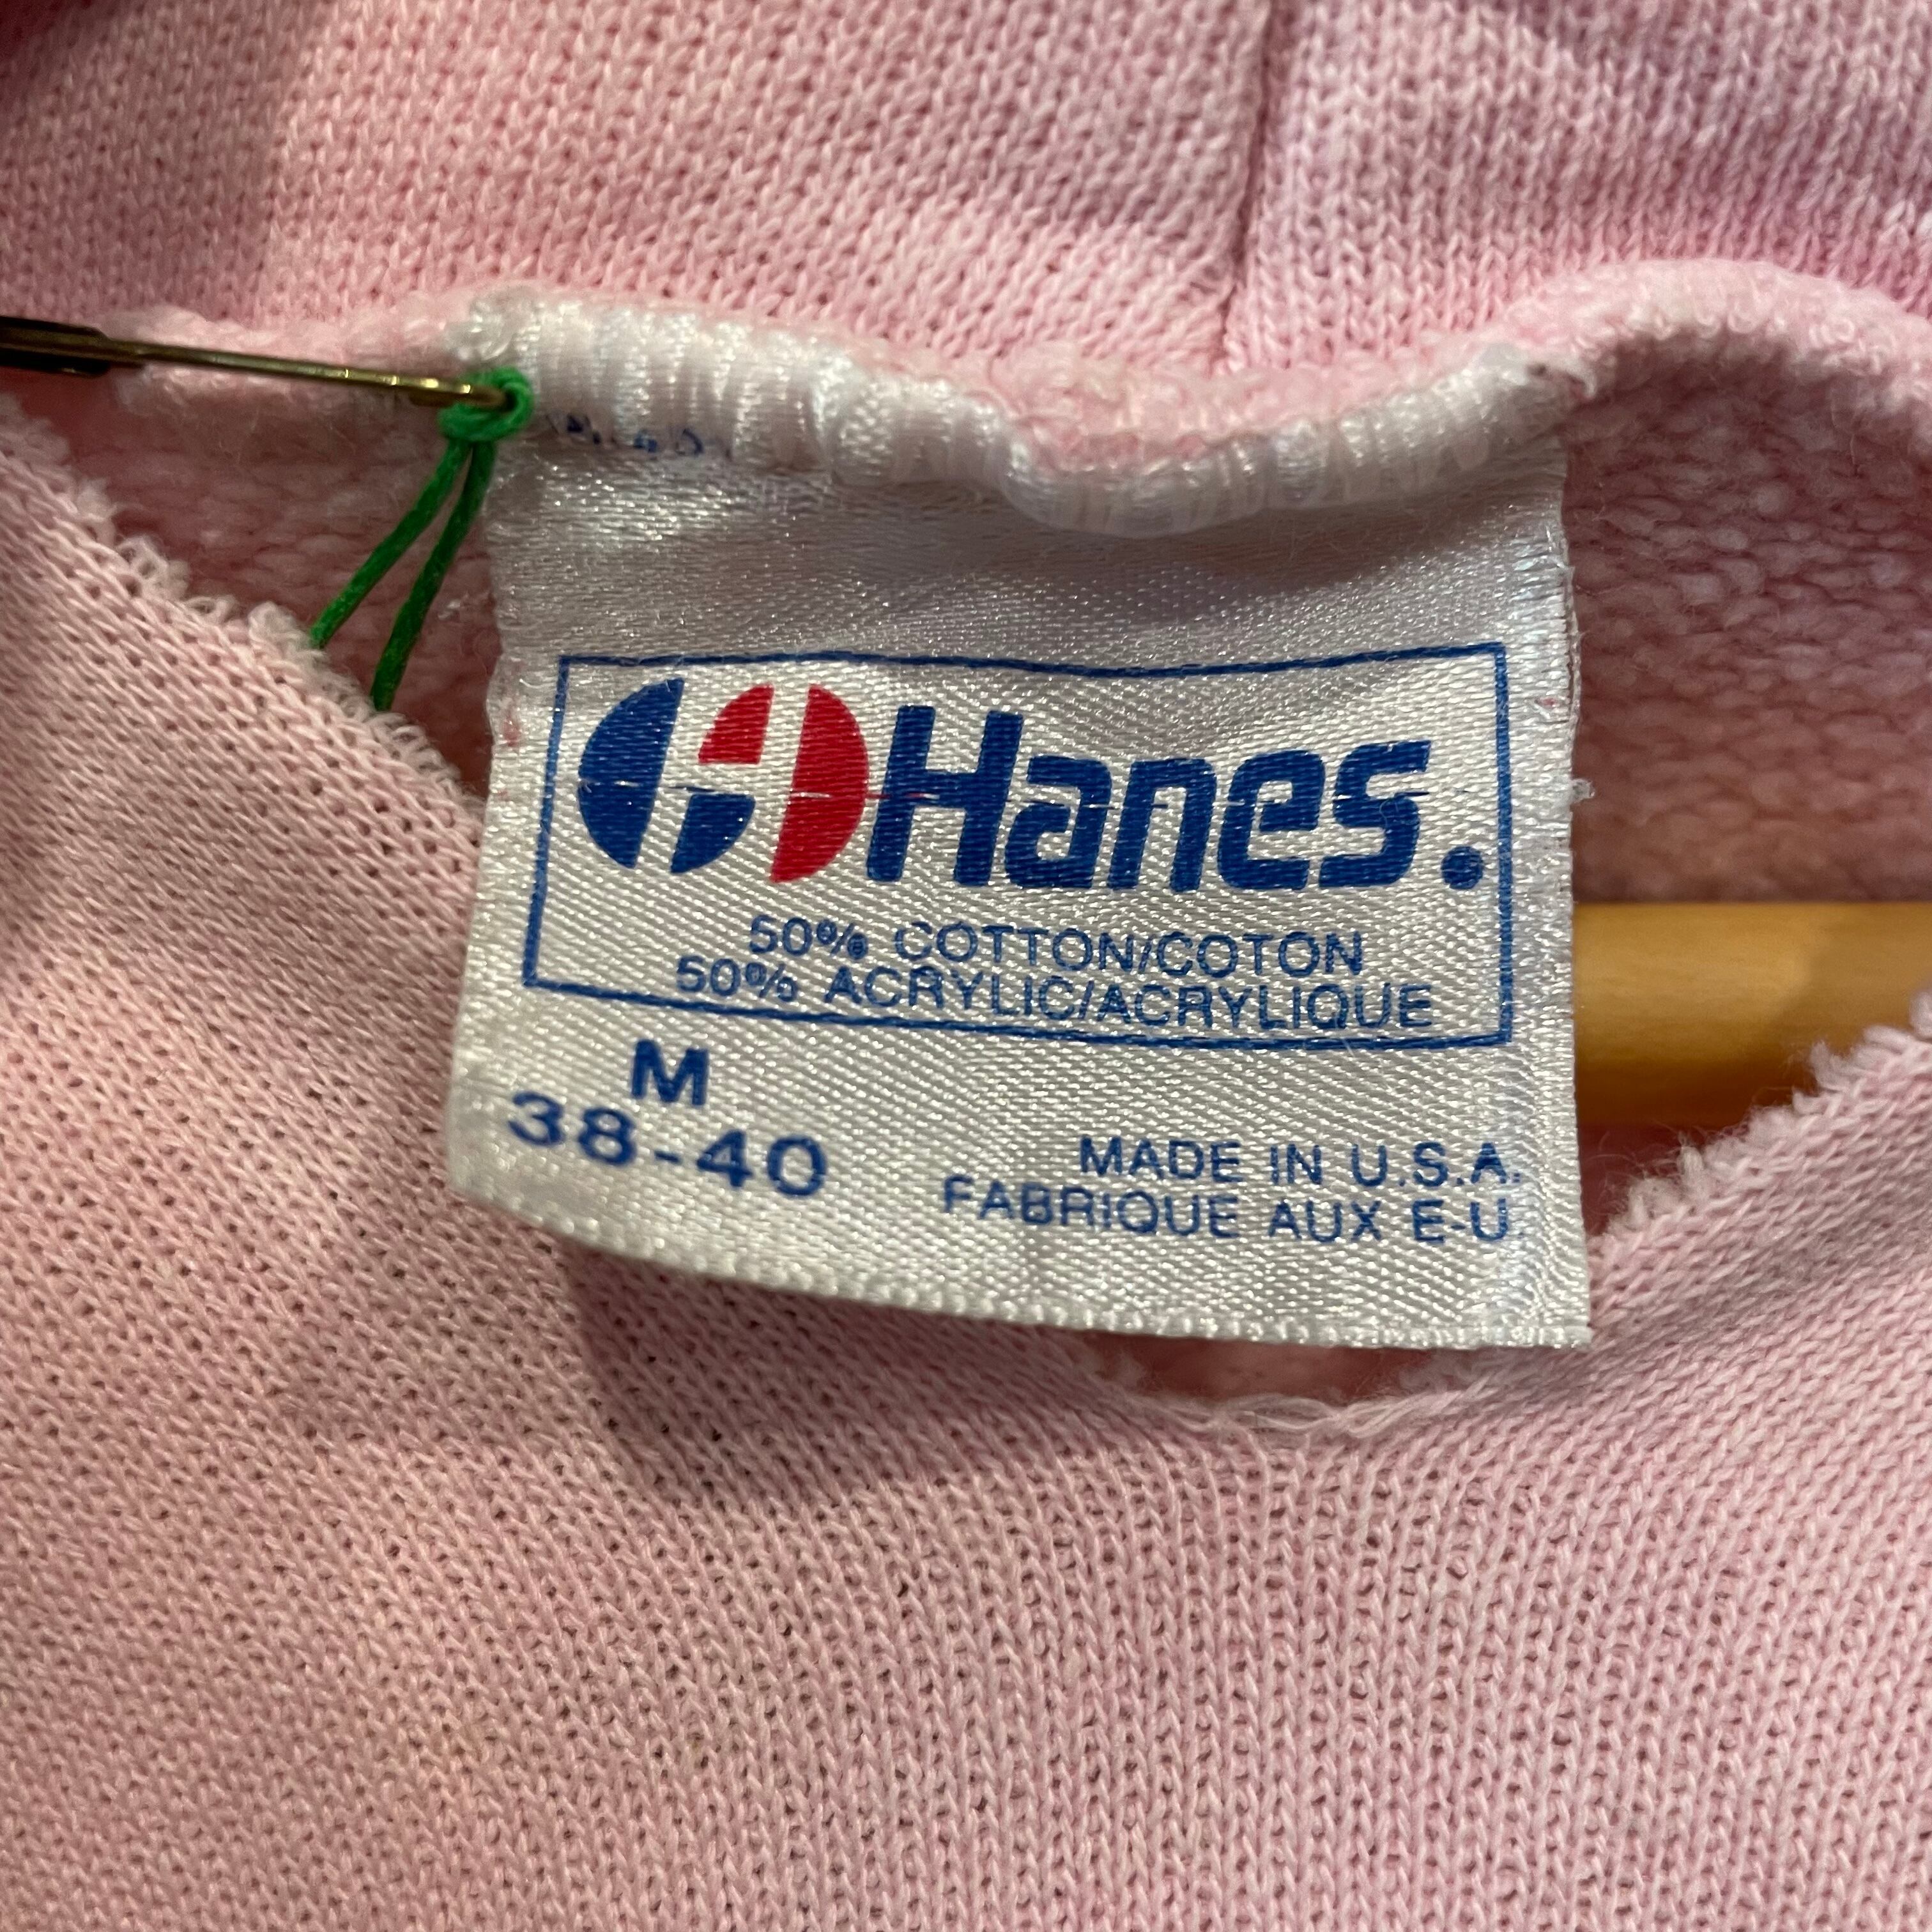 Hanes.
50% COTTON/COTON
50% ACRYLIC/ACRYLIQUE
M
38-40
MADE IN U.S.A.
FABRIQUE AUX E-U.